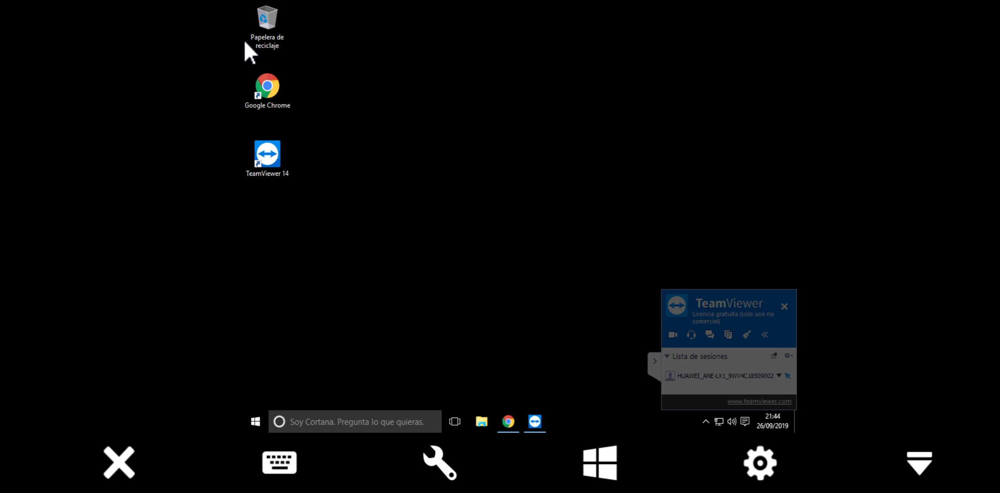 Papelera de
reciclaje
Google Chrome
TeamViewer 14
TeamViewer
Licencia gratuita (solo uso no
comercial)
Lista de sesiones
HUAWEI_ANE-LX1_9WV4C18509002
www.teamviewer.com
Soy Cortana. Pregunta lo que quieras.
21:44
26/09/2019